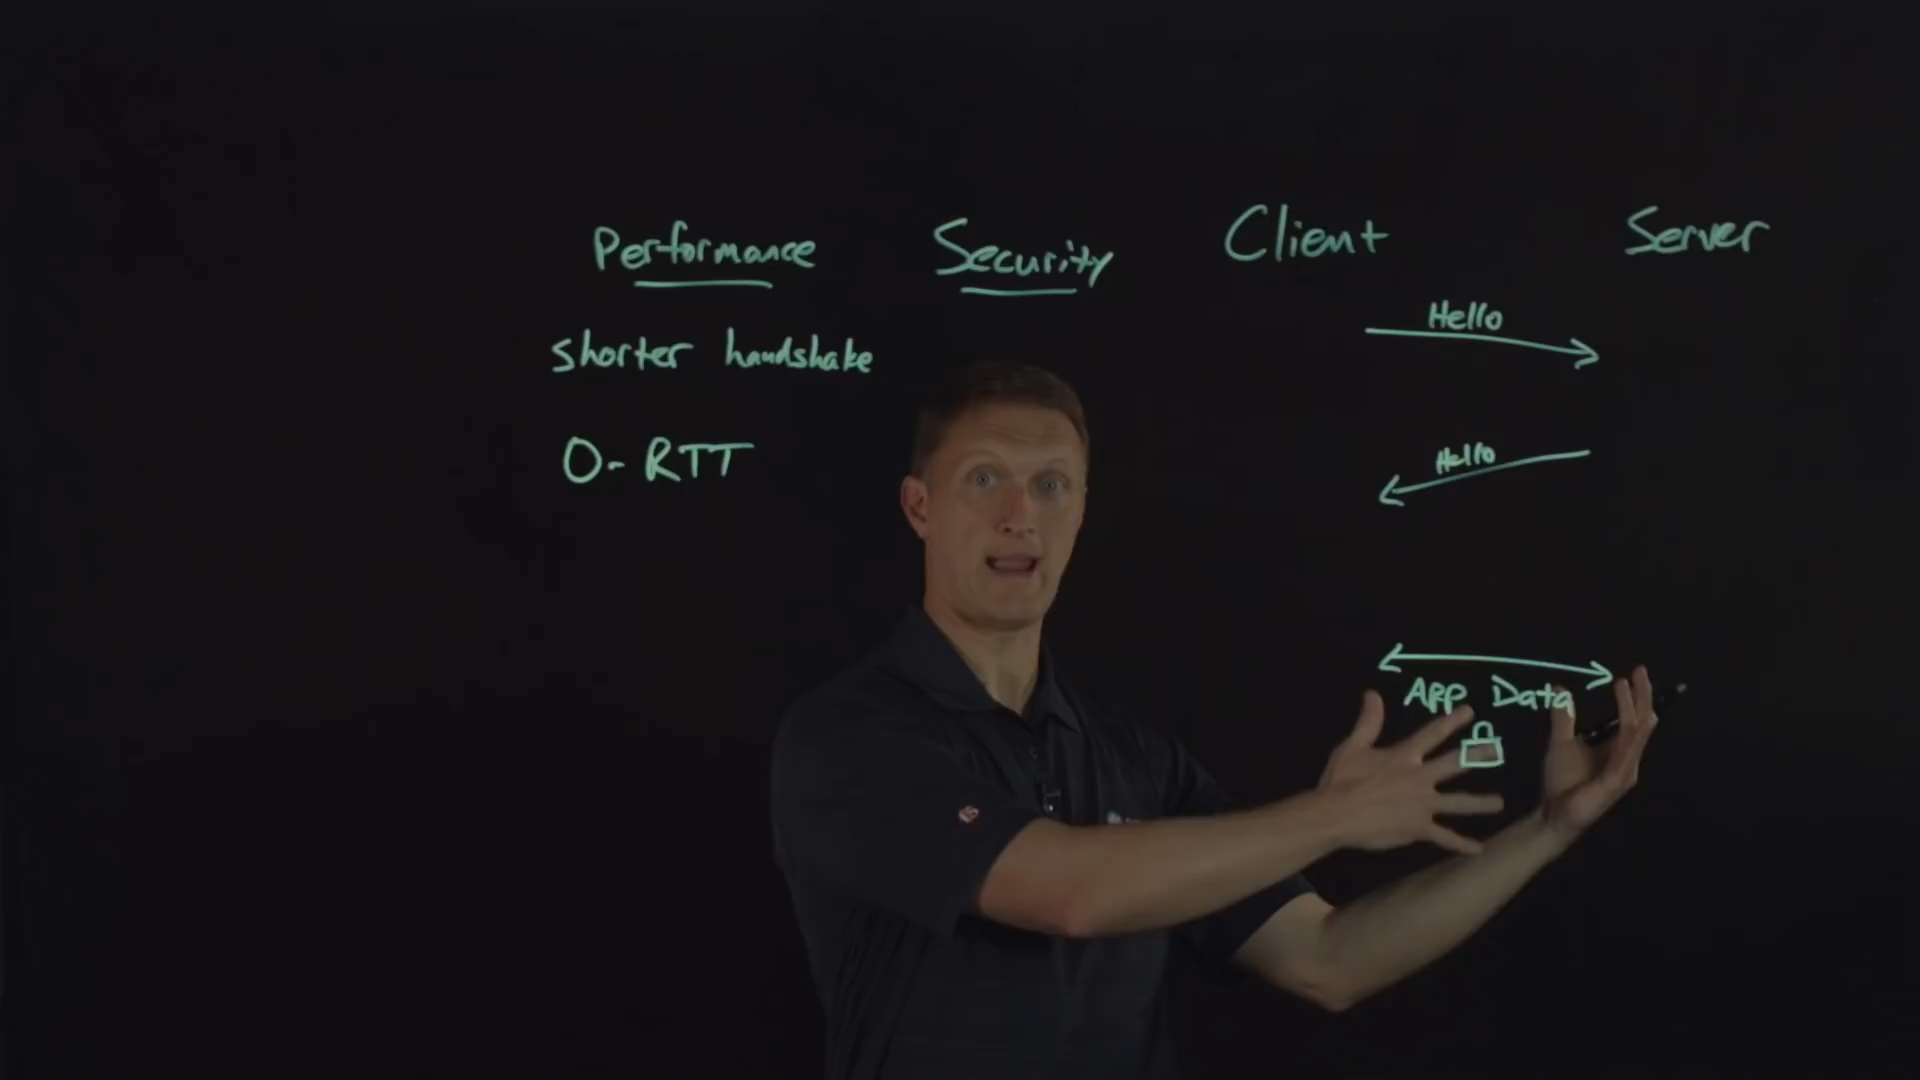 Performance
Security
Client
Server
shorter handshake
0-RTT
Hello
Hello
App Data